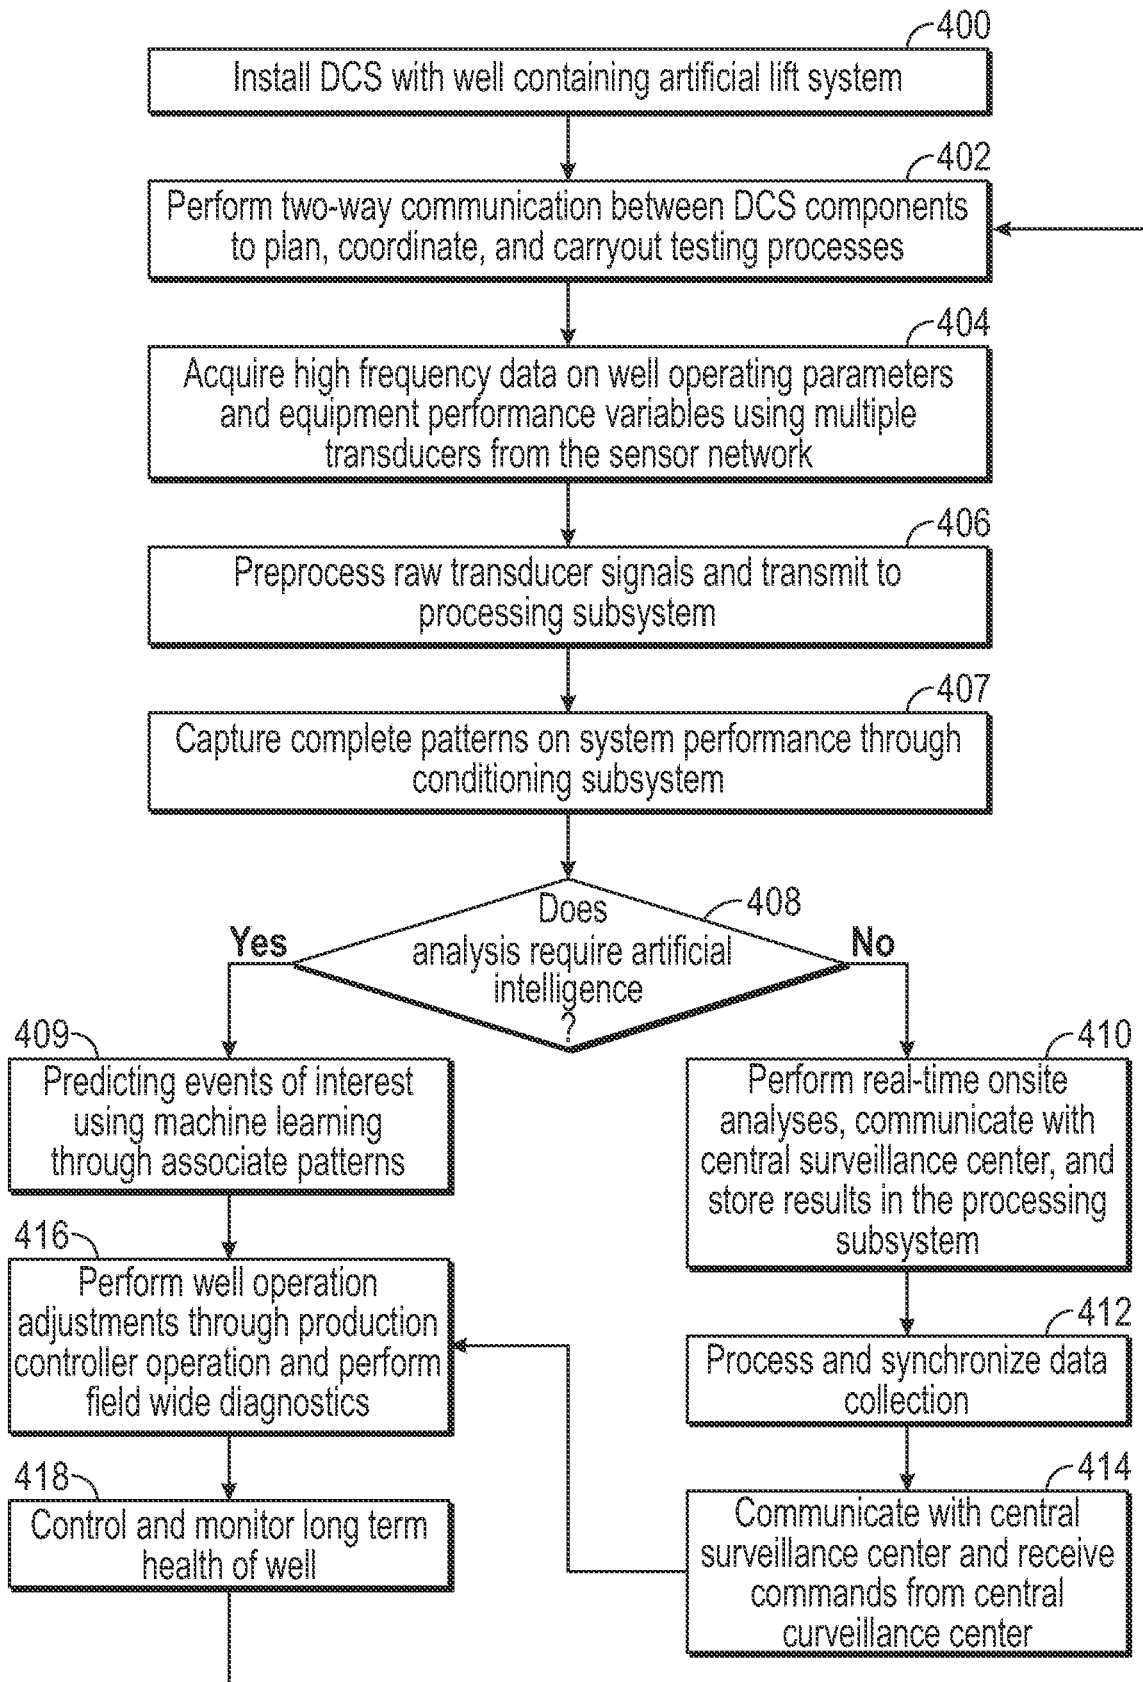 400
Install DCS with well containing artificial lift system
402
Perform two-way communication between DCS components
to plan, coordinate, and carryout testing processes
404
Acquire high frequency data on well operating parameters
and equipment performance variables using multiple
transducers from the sensor network
406
Preprocess raw transducer signals and transmit to
processing subsystem
407
Capture complete patterns on system performance through
conditioning subsystem
408
Does
analysis require artificial
intelligence
?
Yes
No
409
Predicting events of interest
using machine learning
through associate patterns
416
Perform well operation
adjustments through production
controller operation and perform
field wide diagnostics
418
Control and monitor long term
health of well
410
Perform real-time onsite
analyses, communicate with
central surveillance center, and
store results in the processing
subsystem
412
Process and synchronize data
collection
414
Communicate with central
surveillance center and receive
commands from central
curveillance center